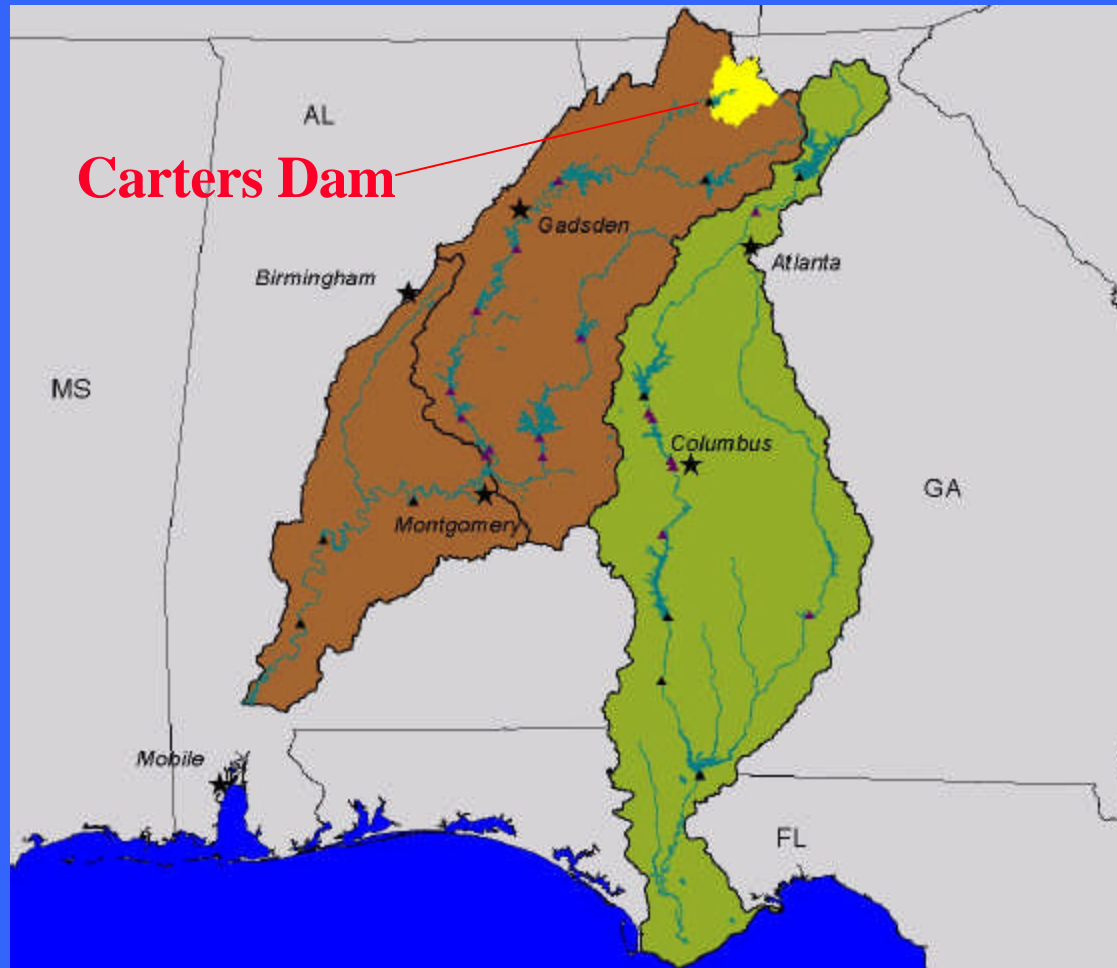 AL
Carters Dam
Gadsden
Atlanta
Birmingham
MS
Columbus
GA
Montgomery
Mobile
FL